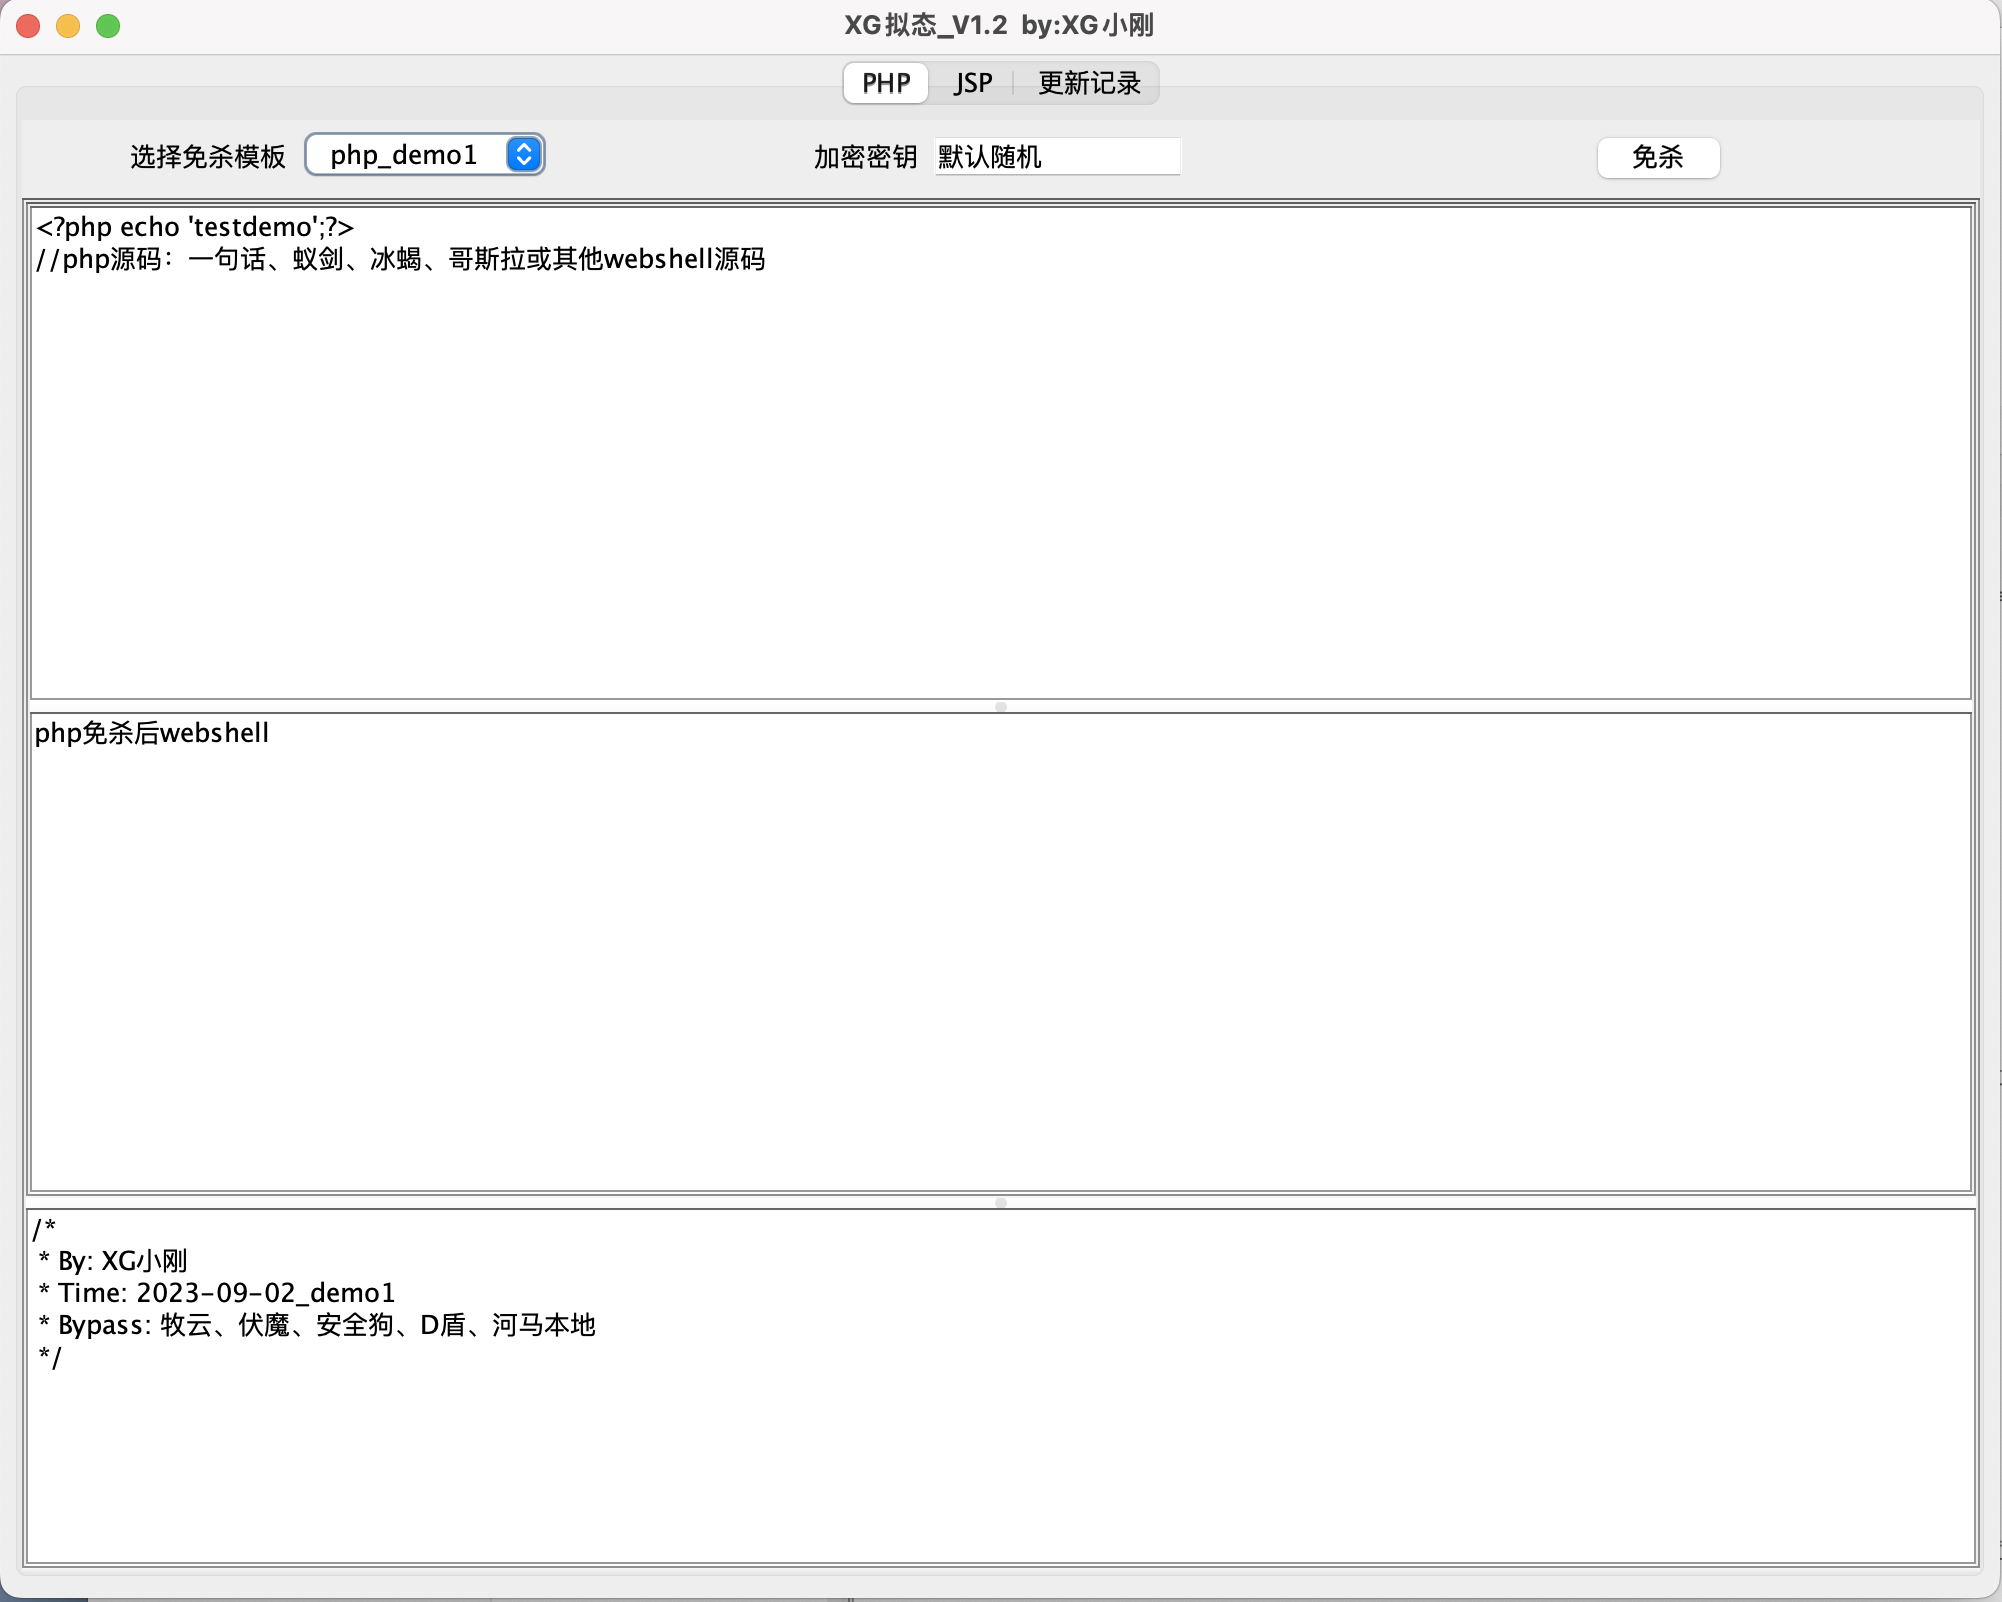 XG拟态_V1.2 by:XG小刚
PHP JSP 更新记录
选择免杀模板 php_demo1 加密密钥 默认随机 免杀
<?php echo 'testdemo';?>
//php源码：一句话、蚁剑、冰蝎、哥斯拉或其他webshell源码
php免杀后webshell
/*
* By: XG小刚
* Time: 2023-09-02_demo1
* Bypass: 牧云、伏魔、安全狗、D盾、河马本地
*/